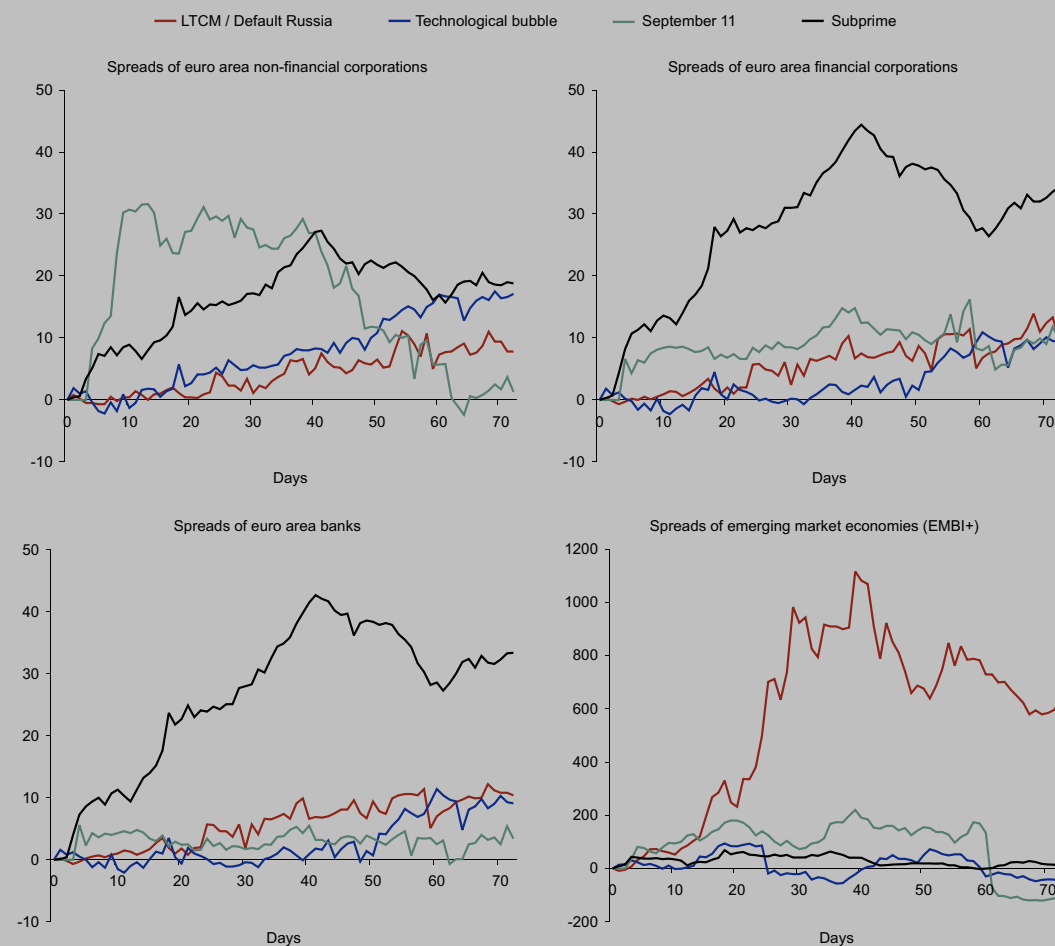 LTCM / Default Russia Technological bubble September 11 Subprime
Spreads of euro area non-financial corporations
50
40
30
20
10
0
-10
0 10 20 30 40 50 60 70
Days
Spreads of euro area financial corporations
50
40
30
20
10
0
-10
0 10 20 30 40 50 60 70
Days
Spreads of euro area banks
50
40
30
20
10
0
-10
0 10 20 30 40 50 60 70
Days
Spreads of emerging market economies (EMBI+)
1200
1000
800
600
400
200
0
-200
0 10 20 30 40 50 60 70
Days